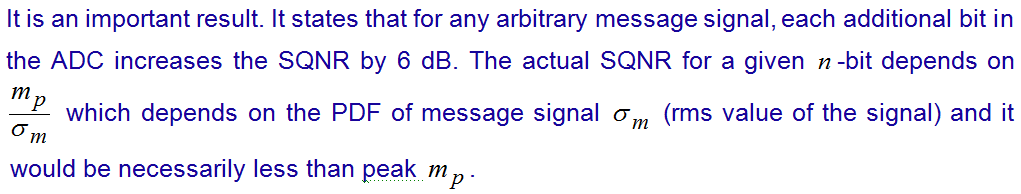 It is an important result. It states that for any arbitrary message signal, each additional bit in
the ADC increases the SQNR by 6 dB. The actual SQNR for a given n -bit depends on
m_p/σ_m which depends on the PDF of message signal σ_m (rms value of the signal) and it
would be necessarily less than peak m_p .